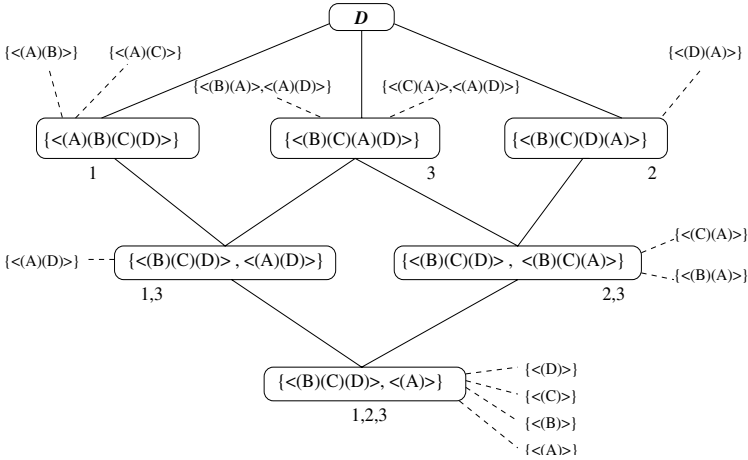 D
{<(A)(B)>} {<(A)(C)>} {<(D)(A)>}
{<(B)(A)>,<(A)(D)>} {<(C)(A)>,<(A)(D)>}
{<(A)(B)(C)(D)>} {<(B)(C)(A)(D)>} {<(B)(C)(D)(A)>}
1 3 2
{<(C)(A)>}
{<(A)(D)>} {<(B)(C)(D)> , <(A)(D)>} {<(B)(C)(D)> , <(B)(C)(A)>}
{<(B)(A)>}
1,3 2,3
{<(D)>}
{<(B)(C)(D)>, <(A)>}
{<(C)>}
1,2,3
{<(B)>}
{<(A)>}